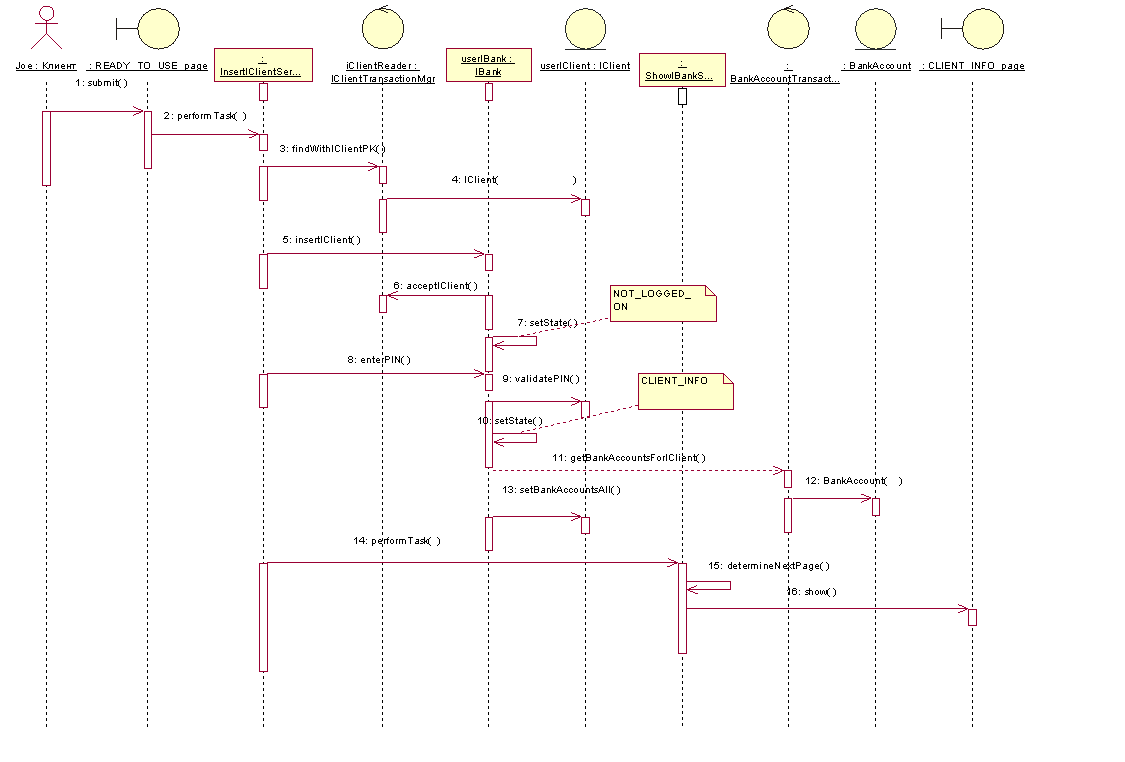 Joe : Клиент
: READY_TO_USE_page
:
InsertIClientSer...
iClientReader :
IClientTransactionMgr
userIBank :
IBank
userIClient : IClient
:
ShowIBankS...
:
BankAccountTransact...
: BankAccount
: CLIENT_INFO_page
1: submit( )
2: performTask( )
3: findWithIClientPK( )
4: IClient( )
5: insertIClient( )
6: acceptIClient( )
NOT_LOGGED_
ON
7: setState( )
8: enterPIN( )
9: validatePIN( )
CLIENT_INFO
10: setState( )
11: getBankAccountsForIClient( )
12: BankAccount( )
13: setBankAccountsAll( )
14: performTask( )
15: determineNextPage( )
16: show( )